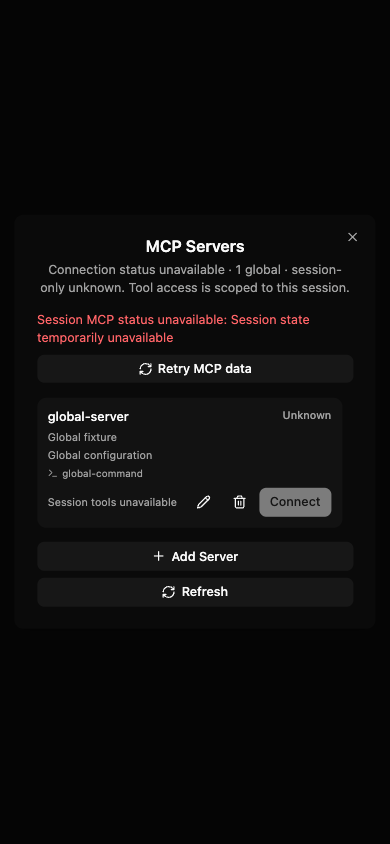 MCP Servers
Connection status unavailable · 1 global · session-
only unknown. Tool access is scoped to this session.
Session MCP status unavailable: Session state
temporarily unavailable
Retry MCP data
global-server
Unknown
Global fixture
Global configuration
global-command
Session tools unavailable
Connect
Add Server
Refresh